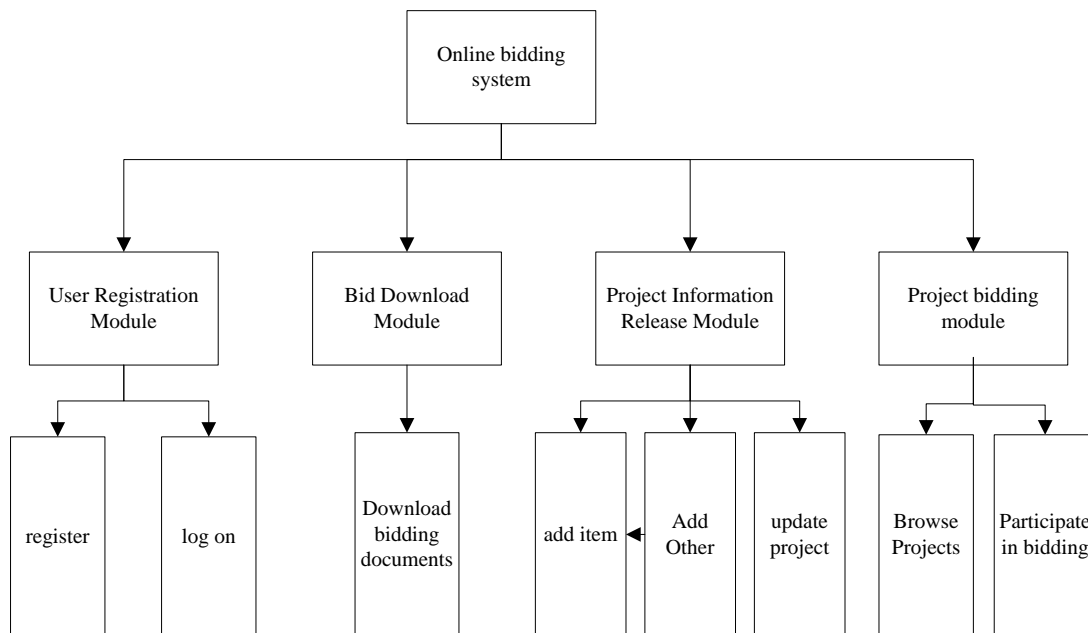 Online bidding
system
User Registration
Module
Bid Download
Module
Project Information
Release Module
Project bidding
module
register
log on
Download
bidding
documents
add item
Add
Other
update
project
Browse
Projects
Participate
in bidding